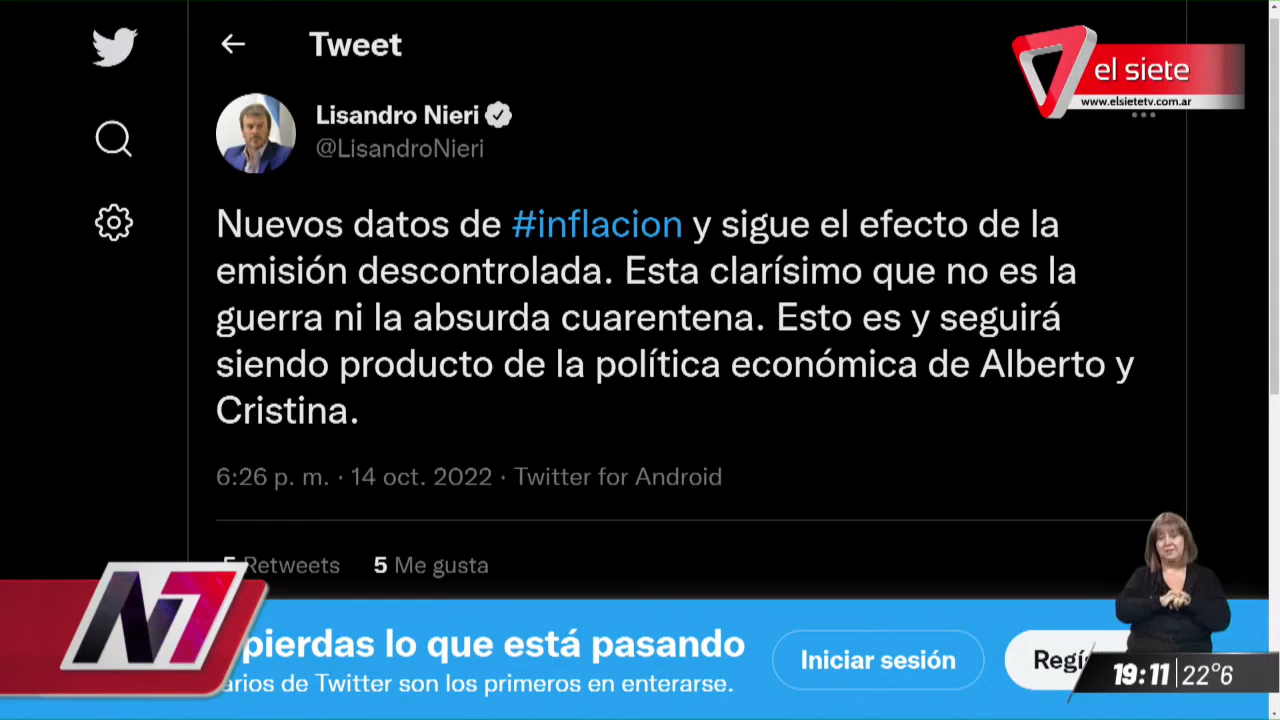 Tweet
el siete
www.elsietetv.com.ar
Lisandro Nieri
@LisandroNieri
Nuevos datos de #inflacion y sigue el efecto de la
emisión descontrolada. Esta clarísimo que no es la
guerra ni la absurda cuarentena. Esto es y seguirá
siendo producto de la política económica de Alberto y
Cristina.
6:26 p. m. · 14 oct. 2022 · Twitter for Android
5 Retweets 5 Me gusta
N7
pierdas lo que está pasando
arios de Twitter son los primeros en enterarse.
Iniciar sesión
Regí
19:11 22°6